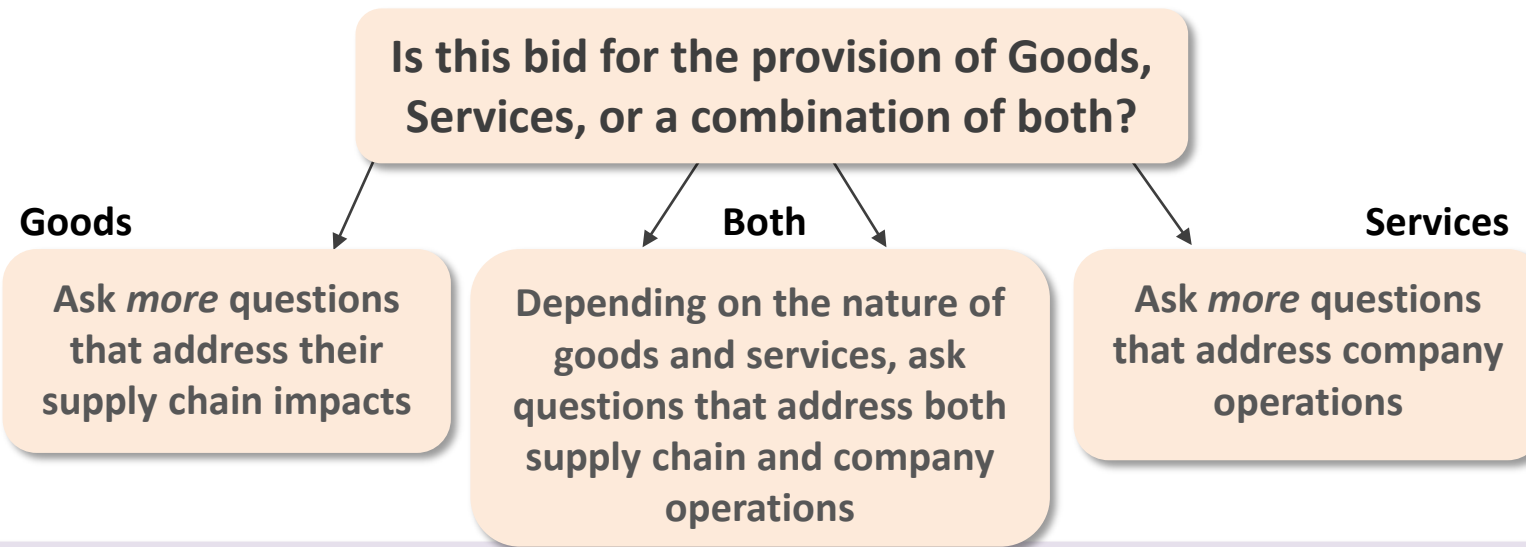 Is this bid for the provision of Goods,
Services, or a combination of both?
Goods
Both
Services
Ask more questions
that address their
supply chain impacts
Depending on the nature of
goods and services, ask
questions that address both
supply chain and company
operations
Ask more questions
that address company
operations